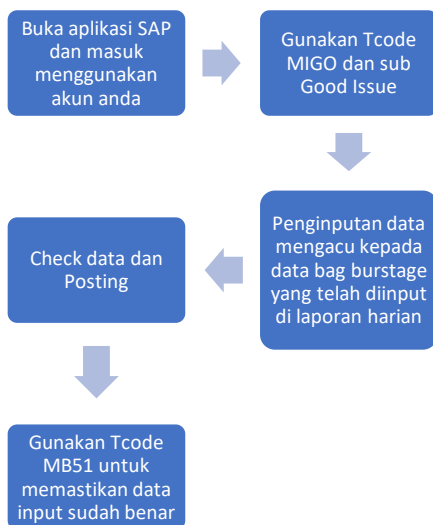 Buka aplikasi SAP
dan masuk
menggunakan
akun anda
Gunakan Tcode
MIGO dan sub
Good Issue
Penginputan data
mengacu kepada
data bag burstage
yang telah diinput
di laporan harian
Check data dan
Posting
Gunakan Tcode
MB51 untuk
memastikan data
input sudah benar